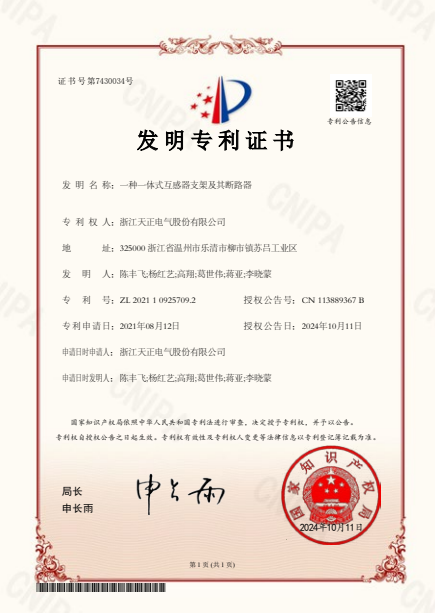 证书号第7430034号
专利公告信息
发明专利证书
发明名称：一种一体式互感器支架及其断路器
专利权人：浙江天正电气股份有限公司
地址：325000 浙江省温州市乐清市柳市镇苏吕工业区
发明人：陈丰飞;杨红艺;高翔;葛世伟;蒋亚;李晓蒙
专利号：ZL 2021 1 0925709.2 授权公告号：CN 113889367 B
专利申请日：2021年08月12日 授权公告日：2024年10月11日
申请日时申请人：浙江天正电气股份有限公司
申请日时发明人：陈丰飞;杨红艺;高翔;葛世伟;蒋亚;李晓蒙
国家知识产权局依照中华人民共和国专利法进行审查，决定授予专利权，并予以公告。
专利权自授权公告之日起生效。专利权有效性及专利权人变更等法律信息以专利登记簿记载为准。
局长
申长雨
申长雨
国家知识产权局
2024年10月11日
第 1 页 (共 1 页)
CNIPA